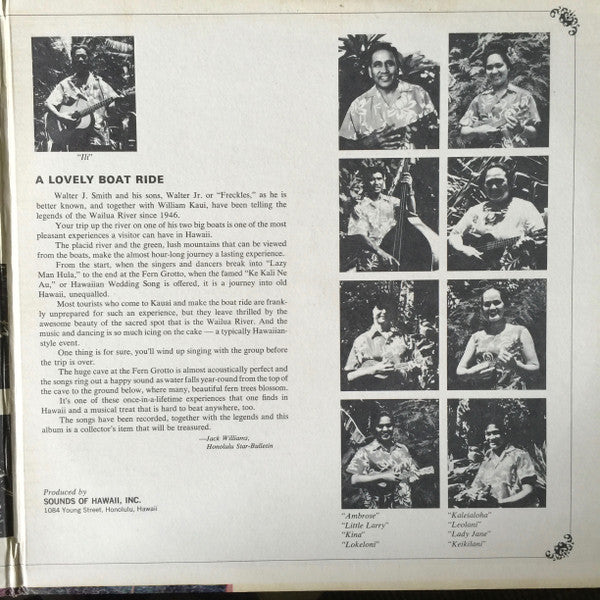 "Ili"
A LOVELY BOAT RIDE
Walter J. Smith and his sons, Walter Jr. or "Freckles," as he is
better known, and together with William Kaui, have been telling the
legends of the Wailua River since 1946.
Your trip up the river on one of his two big boats is one of the most
pleasant experiences a visitor can have in Hawaii.
The placid river and the green, lush mountains that can be viewed
from the boats, make the almost hour-long journey a lasting experience.
From the start, when the singers and dancers break into "Lazy
Man Hula," to the end at the Fern Grotto, when the famed "Ke Kali Ne
Au," or Hawaiian Wedding Song is offered, it is a journey into old
Hawaii, unequalled.
Most tourists who come to Kauai and make the boat ride are frank-
ly unprepared for such an experience, but they leave thrilled by the
awesome beauty of the sacred spot that is the Wailua River. And the
music and dancing is so much icing on the cake — a typically Hawaiian-
style event.
One thing is for sure, you'll wind up singing with the group before
the trip is over.
The huge cave at the Fern Grotto is almost acoustically perfect and
the songs ring out a happy sound as water falls year-round from the top of
the cave to the ground below, where many, beautiful fern trees blossom.
It's one of these once-in-a-lifetime experiences that one finds in
Hawaii and a musical treat that is hard to beat anywhere, too.
The songs have been recorded, together with the legends and this
album is a collector's item that will be treasured.
—Jack Williams,
Honolulu Star-Bulletin
Produced by
SOUNDS OF HAWAII, INC.
1084 Young Street, Honolulu, Hawaii
"Ambrose"
"Little Larry"
"Kina"
"Lokeloni"
"Kaleialoha"
"Leolani"
"Lady Jane"
"Keikilani"